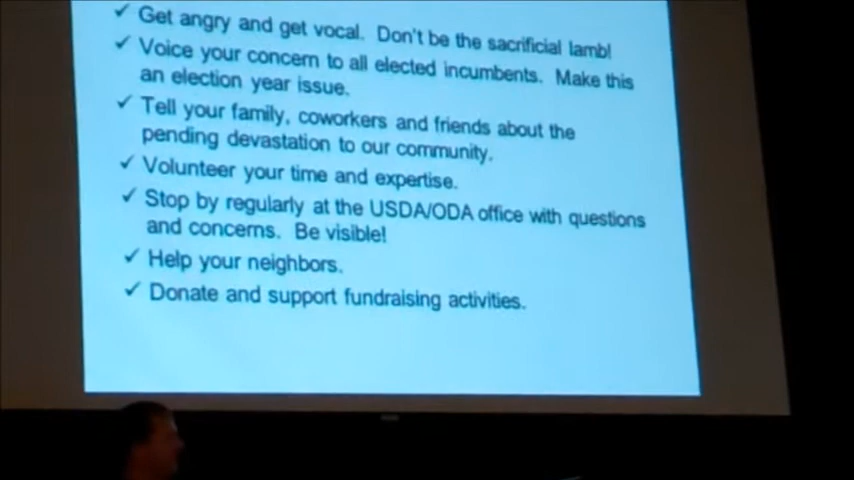 ✓ Get angry and get vocal. Don't be the sacrificial lamb!
✓ Voice your concern to all elected incumbents. Make this
an election year issue.
✓ Tell your family, coworkers and friends about the
pending devastation to our community.
✓ Volunteer your time and expertise.
✓ Stop by regularly at the USDA/ODA office with questions
and concerns. Be visible!
✓ Help your neighbors.
✓ Donate and support fundraising activities.